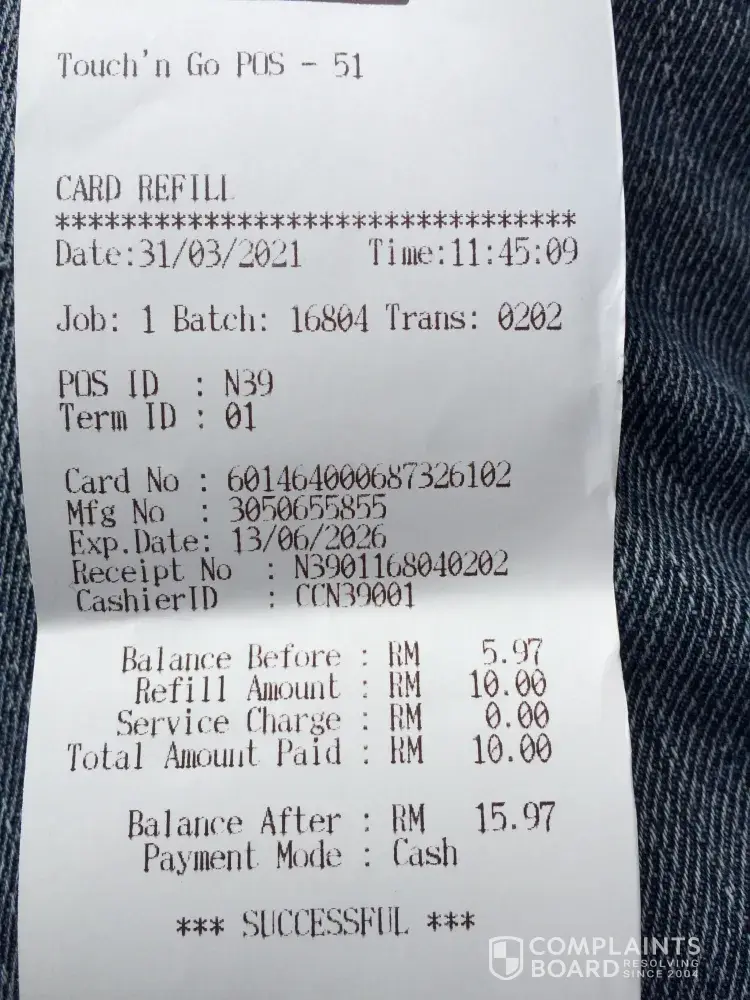 Touch'n Go POS - 51
CARD REFILL
********************************
Date:31/03/2021 Time:11:45:09
Job: 1 Batch: 16804 Trans: 0202
POS ID : N39
Term ID : 01
Card No : 601464000687326102
Mfg No : 3050655855
Exp.Date: 13/06/2026
Receipt No : N3901168040202
CashierID : CCN39001
Balance Before : RM 5.97
Refill Amount : RM 10.00
Service Charge : RM 0.00
Total Amount Paid : RM 10.00
Balance After : RM 15.97
Payment Mode : Cash
*** SUCCESSFUL ***
COMPLAINTS
BOARD RESOLVING SINCE 2004